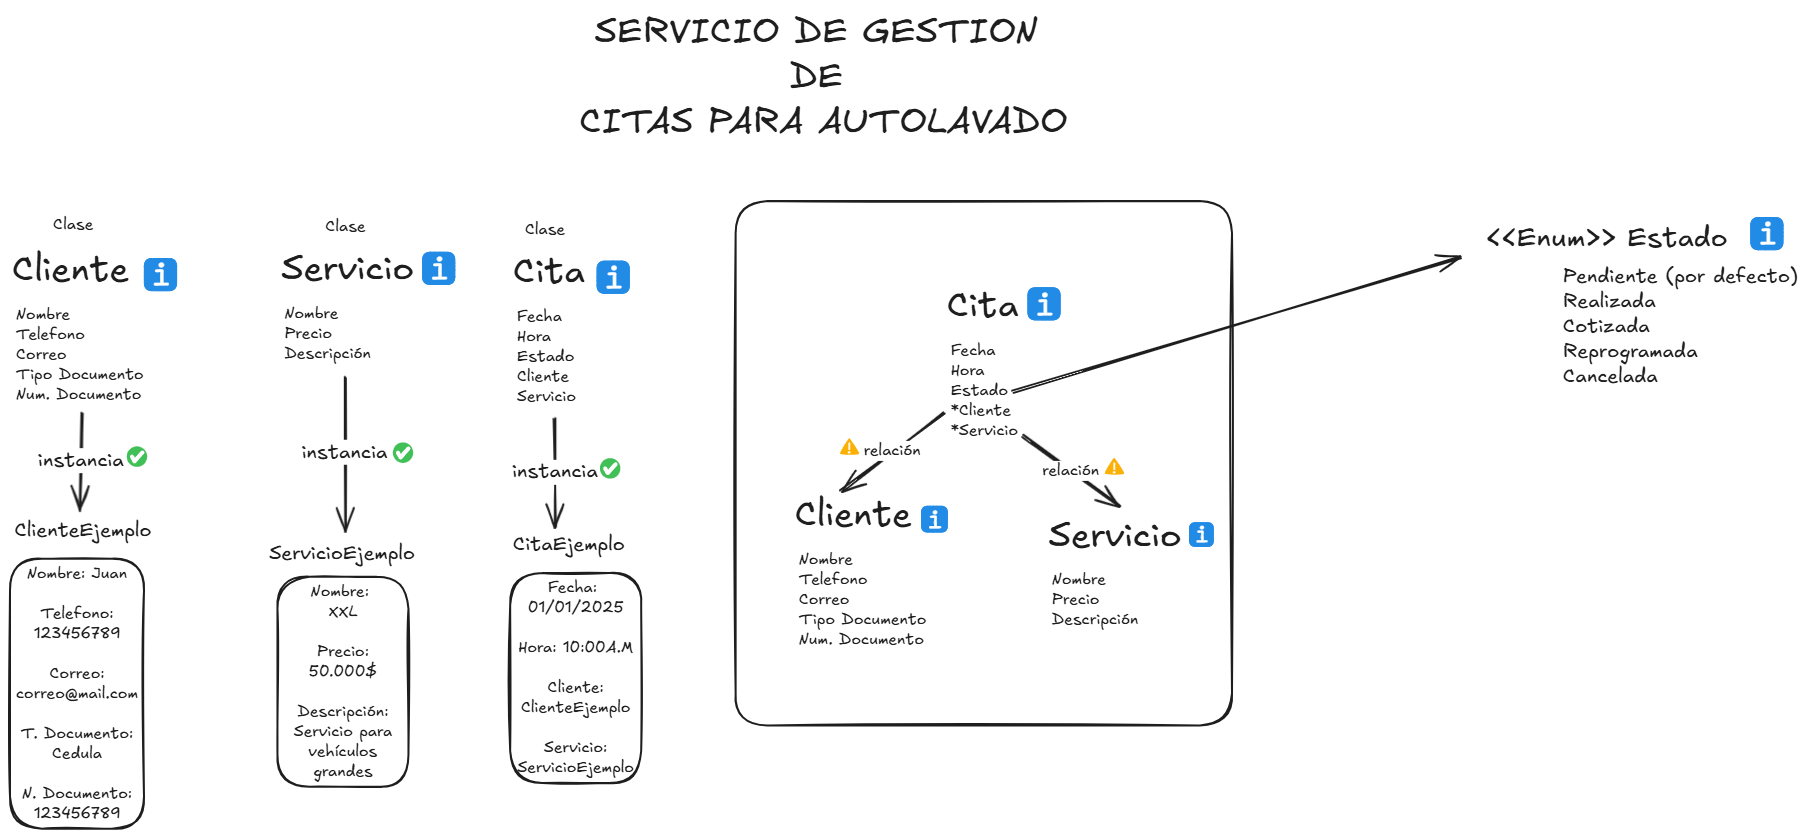 SERVICIO DE GESTION
DE
CITAS PARA AUTOLAVADO
Clase
Cliente
Nombre
Telefono
Correo
Tipo Documento
Num. Documento
instancia
ClienteEjemplo
Nombre: Juan
Telefono:
123456789
Correo:
correo@mail.com
T. Documento:
Cedula
N. Documento:
123456789
Clase
Servicio
Nombre
Precio
Descripción
instancia
ServicioEjemplo
Nombre:
XXL
Precio:
50.000$
Descripción:
Servicio para
vehículos
grandes
Clase
Cita
Fecha
Hora
Estado
Cliente
Servicio
instancia
CitaEjemplo
Fecha:
01/01/2025
Hora: 10:00A.M
Cliente:
ClienteEjemplo
Servicio:
ServicioEjemplo
Cita
Fecha
Hora
Estado
*Cliente
*Servicio
relación
relación
Cliente
Nombre
Telefono
Correo
Tipo Documento
Num. Documento
Servicio
Nombre
Precio
Descripción
<<Enum>> Estado
Pendiente (por defecto)
Realizada
Cotizada
Reprogramada
Cancelada